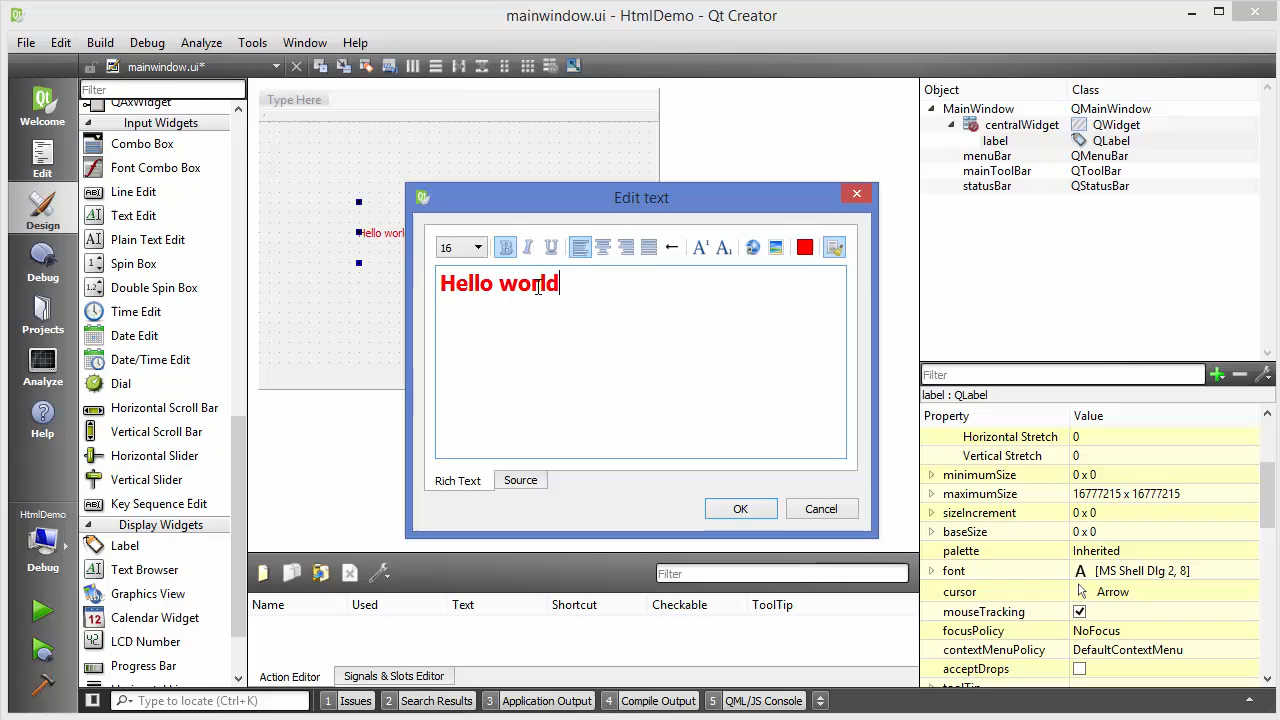 mainwindow.ui - HtmlDemo - Qt Creator
File Edit Build Debug Tools Analyze Window Help
mainwindow.ui*
Welcome
Edit
Design
Debug
Projects
Analyze
Help
HtmlDemo
Debug
Filter
QAxWidget
Input Widgets
Combo Box
Font Combo Box
Line Edit
Text Edit
Plain Text Edit
Spin Box
Double Spin Box
Time Edit
Date Edit
Date/Time Edit
Dial
Horizontal Scroll Bar
Vertical Scroll Bar
Horizontal Slider
Vertical Slider
Key Sequence Edit
Display Widgets
Label
Text Browser
Graphics View
Calendar Widget
LCD Number
Progress Bar
Type Here
Hello worl
Edit text
16
Hello world
Rich Text Source
OK Cancel
Filter
Name Used Text Shortcut Checkable ToolTip
Action Editor Signals & Slots Editor
Object Class
MainWindow QMainWindow
centralWidget QWidget
label QLabel
menuBar QMenuBar
mainToolBar QToolBar
statusBar QStatusBar
Filter
label : QLabel
Property Value
Horizontal Stretch 0
Vertical Stretch 0
minimumSize 0 x 0
maximumSize 16777215 x 16777215
sizeIncrement 0 x 0
baseSize 0 x 0
palette Inherited
font A [MS Shell Dlg 2, 8]
cursor Arrow
mouseTracking
focusPolicy NoFocus
contextMenuPolicy DefaultContextMenu
acceptDrops
Type to locate (Ctrl+K) 1 Issues 2 Search Results 3 Application Output 4 Compile Output 5 QML/JS Console